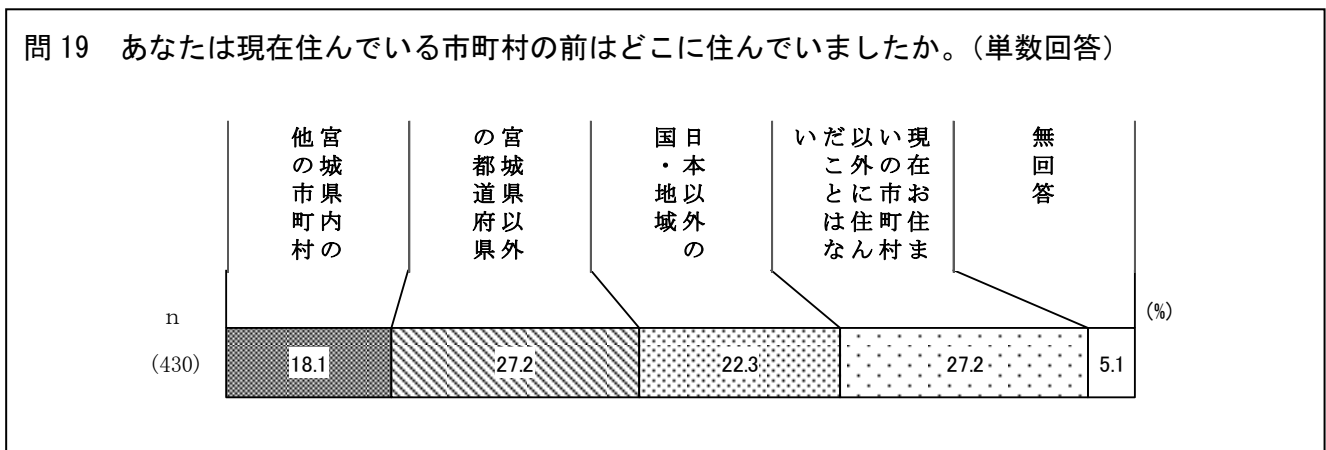 問 19　あなたは現在住んでいる市町村の前はどこに住んでいましたか。（単数回答）
宮城県内の
他の市町村
宮城県以外
の都道府県
日本以外の
国・地域
現在お住ま
いの市町村
以外に住ん
だことはな
い
無回答
(%)
n
(430)
18.1
27.2
22.3
27.2
5.1